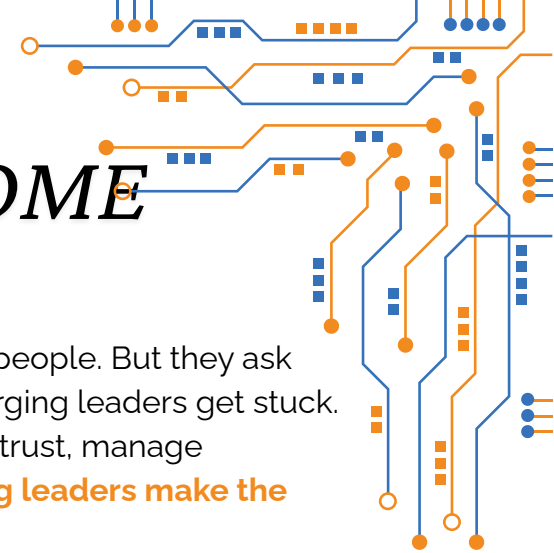 OME
people. But they ask
rging leaders get stuck.
trust, manage
g leaders make the